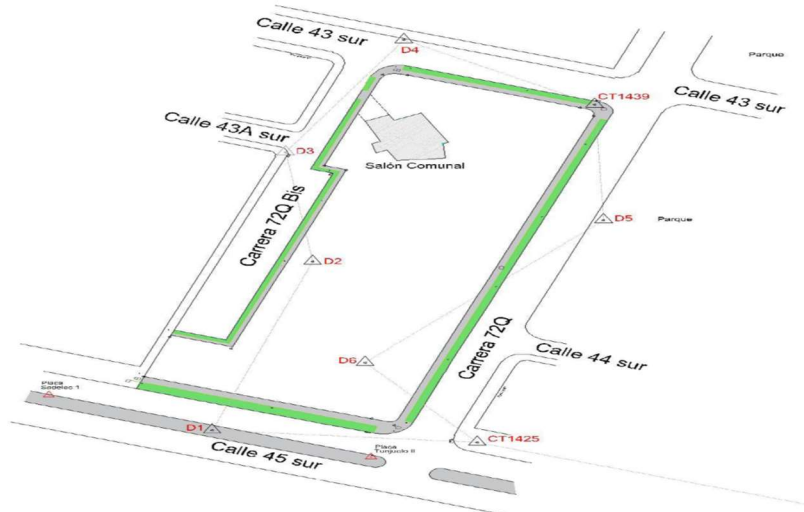 Calle 43 sur
D4
Parque
CT1439
Calle 43 sur
Calle 43A sur
D3
Salón Comunal
Carrera 72Q Bis
D5
Parque
D2
Carrera 72Q
D6
Calle 44 sur
Placa
D1
CT1425
Placa
Calle 45 sur